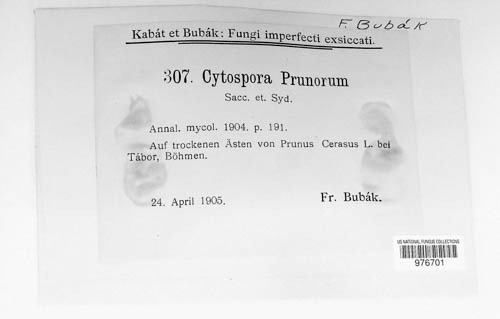 F. Bubák
Kabát et Bubák: Fungi imperfecti exsiccati.
307. Cytospora Prunorum
Sacc. et. Syd.
Annal. mycol. 1904. p. 191.
Auf trockenen Ästen von Prunus Cerasus L. bei
Tábor, Böhmen.
24. April 1905. Fr. Bubák.
US NATIONAL FUNGUS COLLECTIONS
976701